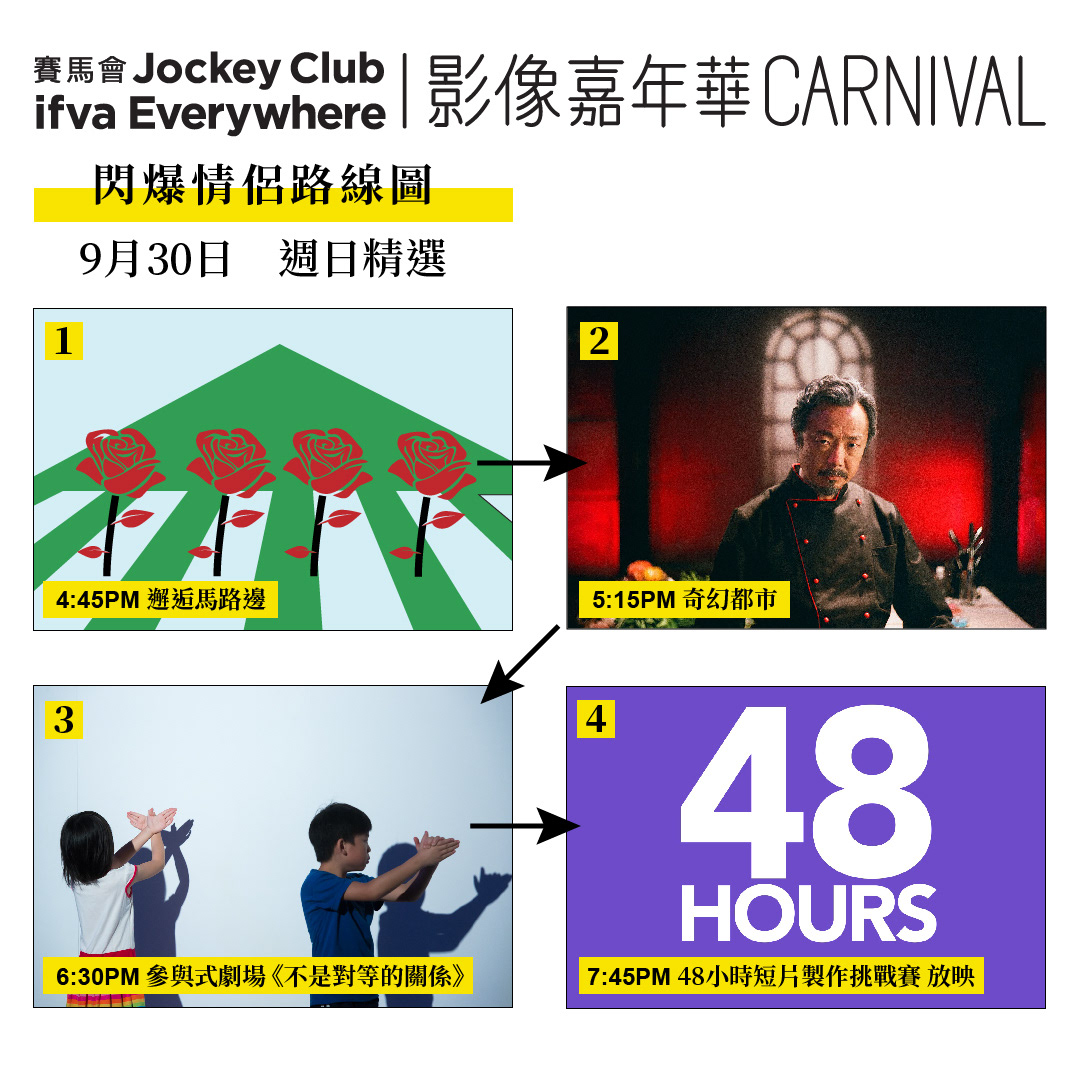 賽馬會 Jockey Club
ifva Everywhere
影像嘉年華 CARNIVAL
閃爆情侶路線圖
9月30日 週日精選
1
4:45PM 邂逅馬路邊
2
5:15PM 奇幻都市
3
6:30PM 參與式劇場《不是對等的關係》
4
48
HOURS
7:45PM 48小時短片製作挑戰賽 放映